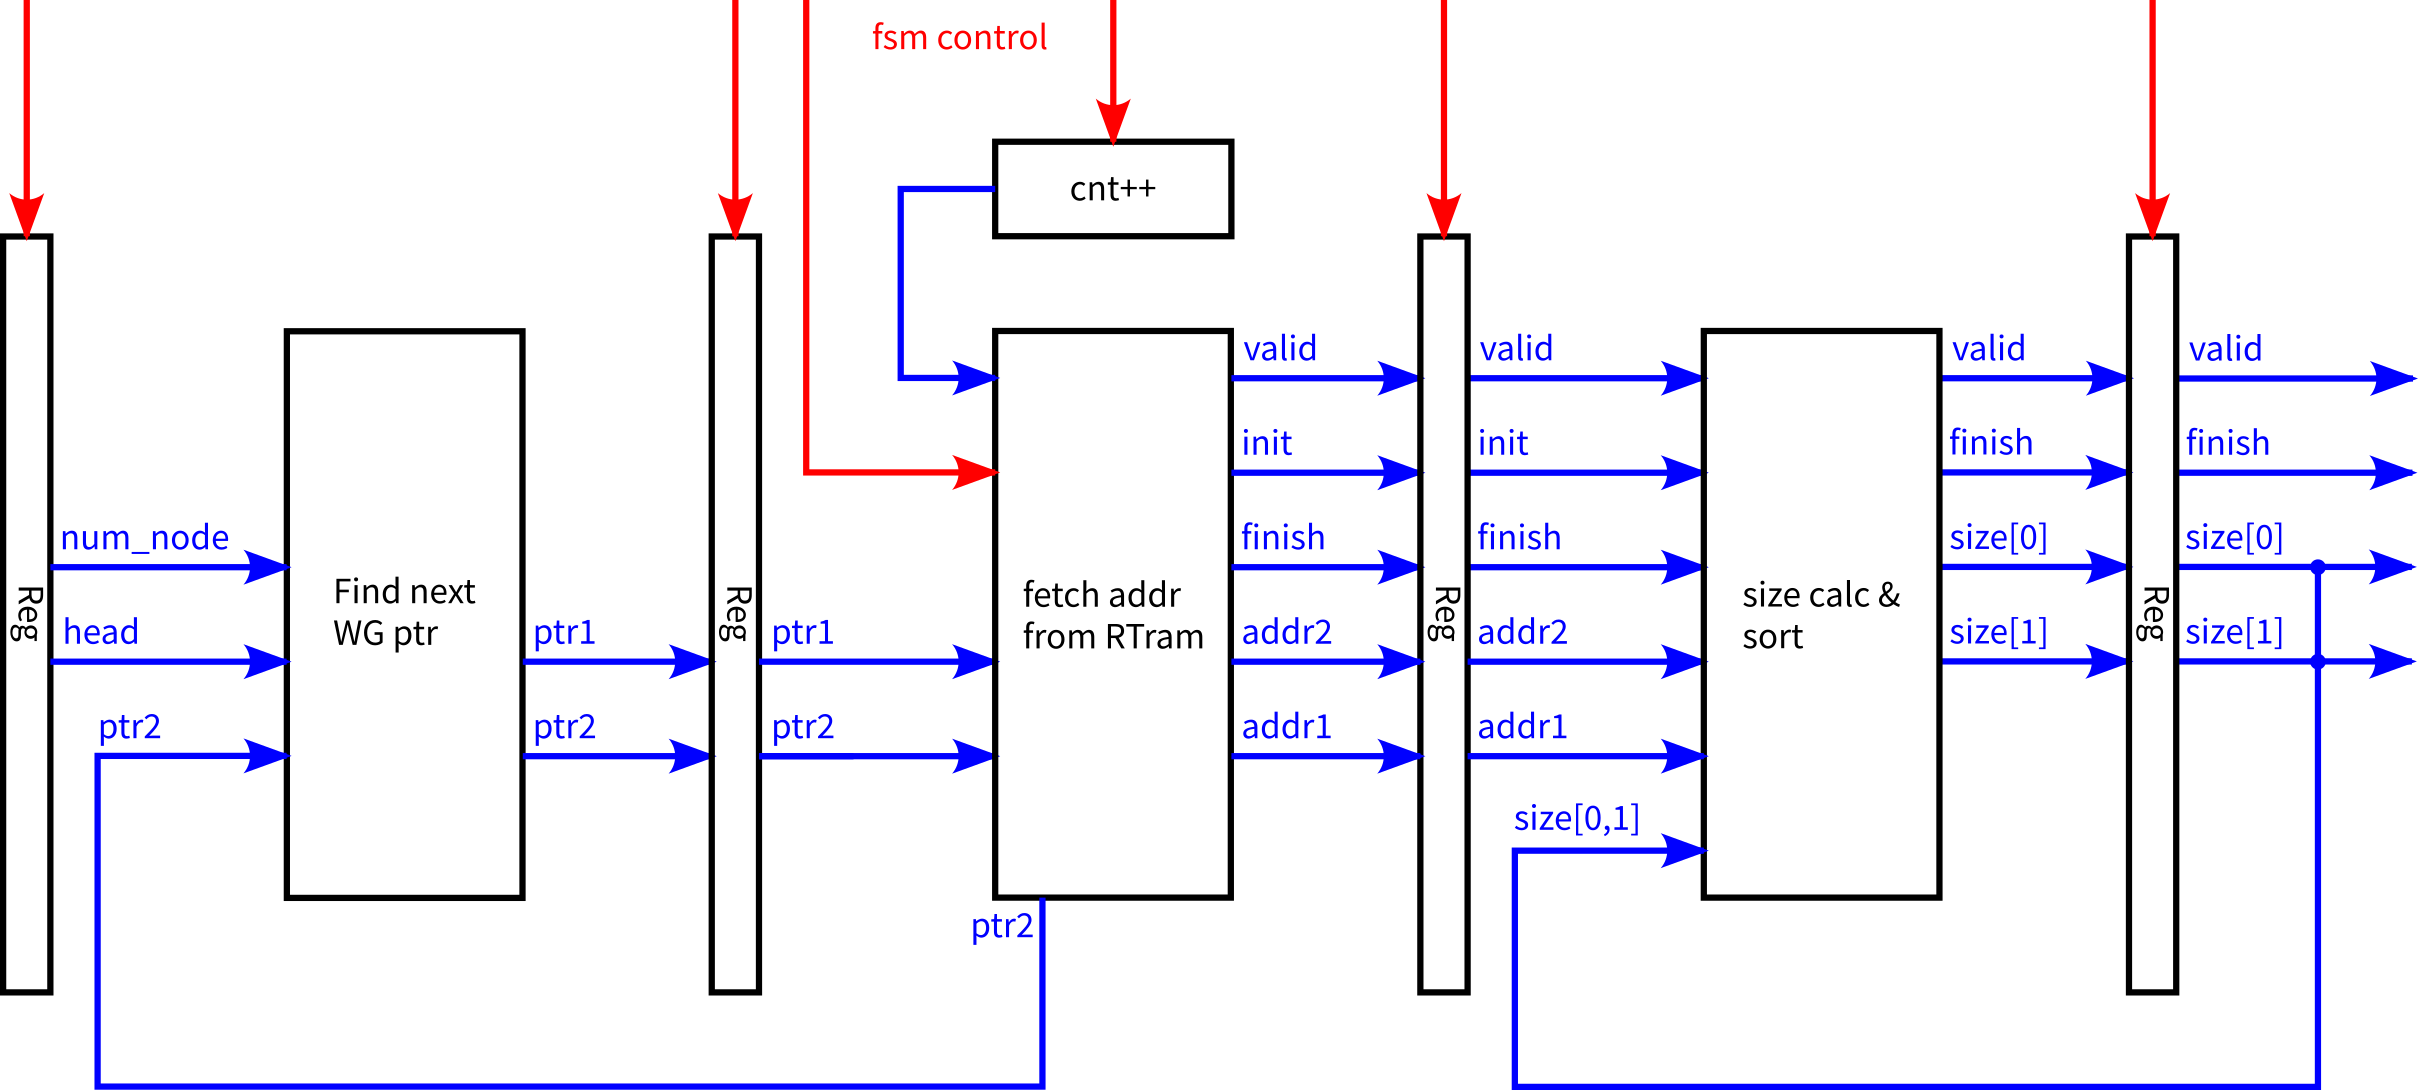 fsm control
cnt++
Reg
num_node
head
ptr2
Find next
WG ptr
ptr1
ptr2
Reg
ptr1
ptr2
fetch addr
from RTram
ptr2
valid
init
finish
addr2
addr1
Reg
valid
init
finish
addr2
addr1
size[0,1]
size calc &
sort
valid
finish
size[0]
size[1]
Reg
valid
finish
size[0]
size[1]